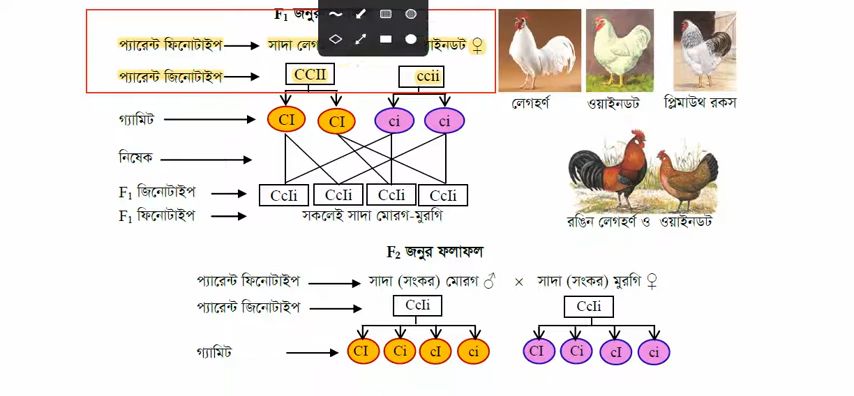 F₁ জনুর
প্যারেন্ট ফিনোটাইপ সাদা ♀
লেগহর্ণ ওয়াইনডট প্লিমাউথ রকস
প্যারেন্ট জিনোটাইপ CCII ccii
গ্যামিট CI CI ci ci
নিষেক
F₁ জিনোটাইপ CcIi CcIi CcIi CcIi
F₁ ফিনোটাইপ সকলেই সাদা মোরগ-মুরগি
রঙিন লেগহর্ণ ও ওয়াইনডট
F₂ জনুর ফলাফল
প্যারেন্ট ফিনোটাইপ সাদা (সংকর) মোরগ ♂ × সাদা (সংকর) মুরগি ♀
প্যারেন্ট জিনোটাইপ CcIi CcIi
গ্যামিট CI Ci cI ci CI Ci cI ci